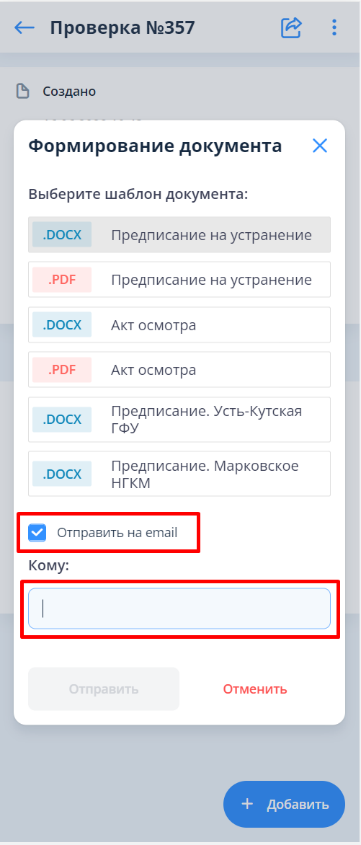 Проверка №357
Создано
Формирование документа
Выберите шаблон документа:
.DOCX Предписание на устранение
.PDF Предписание на устранение
.DOCX Акт осмотра
.PDF Акт осмотра
.DOCX Предписание. Усть-Кутская
ГФУ
.DOCX Предписание. Марковское
НГКМ
Отправить на email
Кому:
Отправить Отменить
+ Добавить